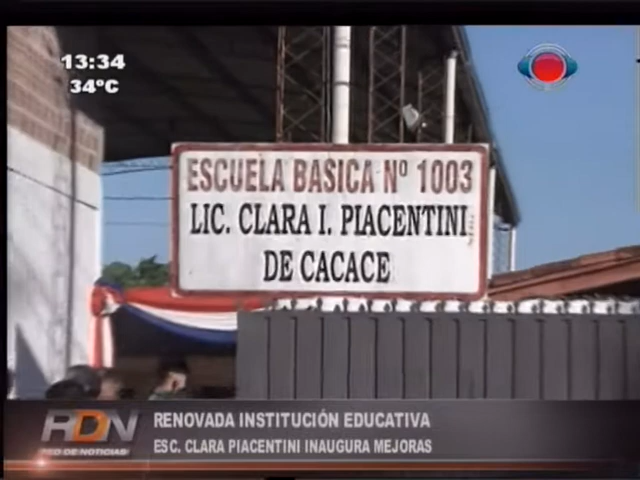 13:34
34ºC
ESCUELA BASICA Nº 1003
LIC. CLARA I. PIACENTINI
DE CACACE
RDN
RED DE NOTICIAS
RENOVADA INSTITUCIÓN EDUCATIVA
ESC. CLARA PIACENTINI INAUGURA MEJORAS